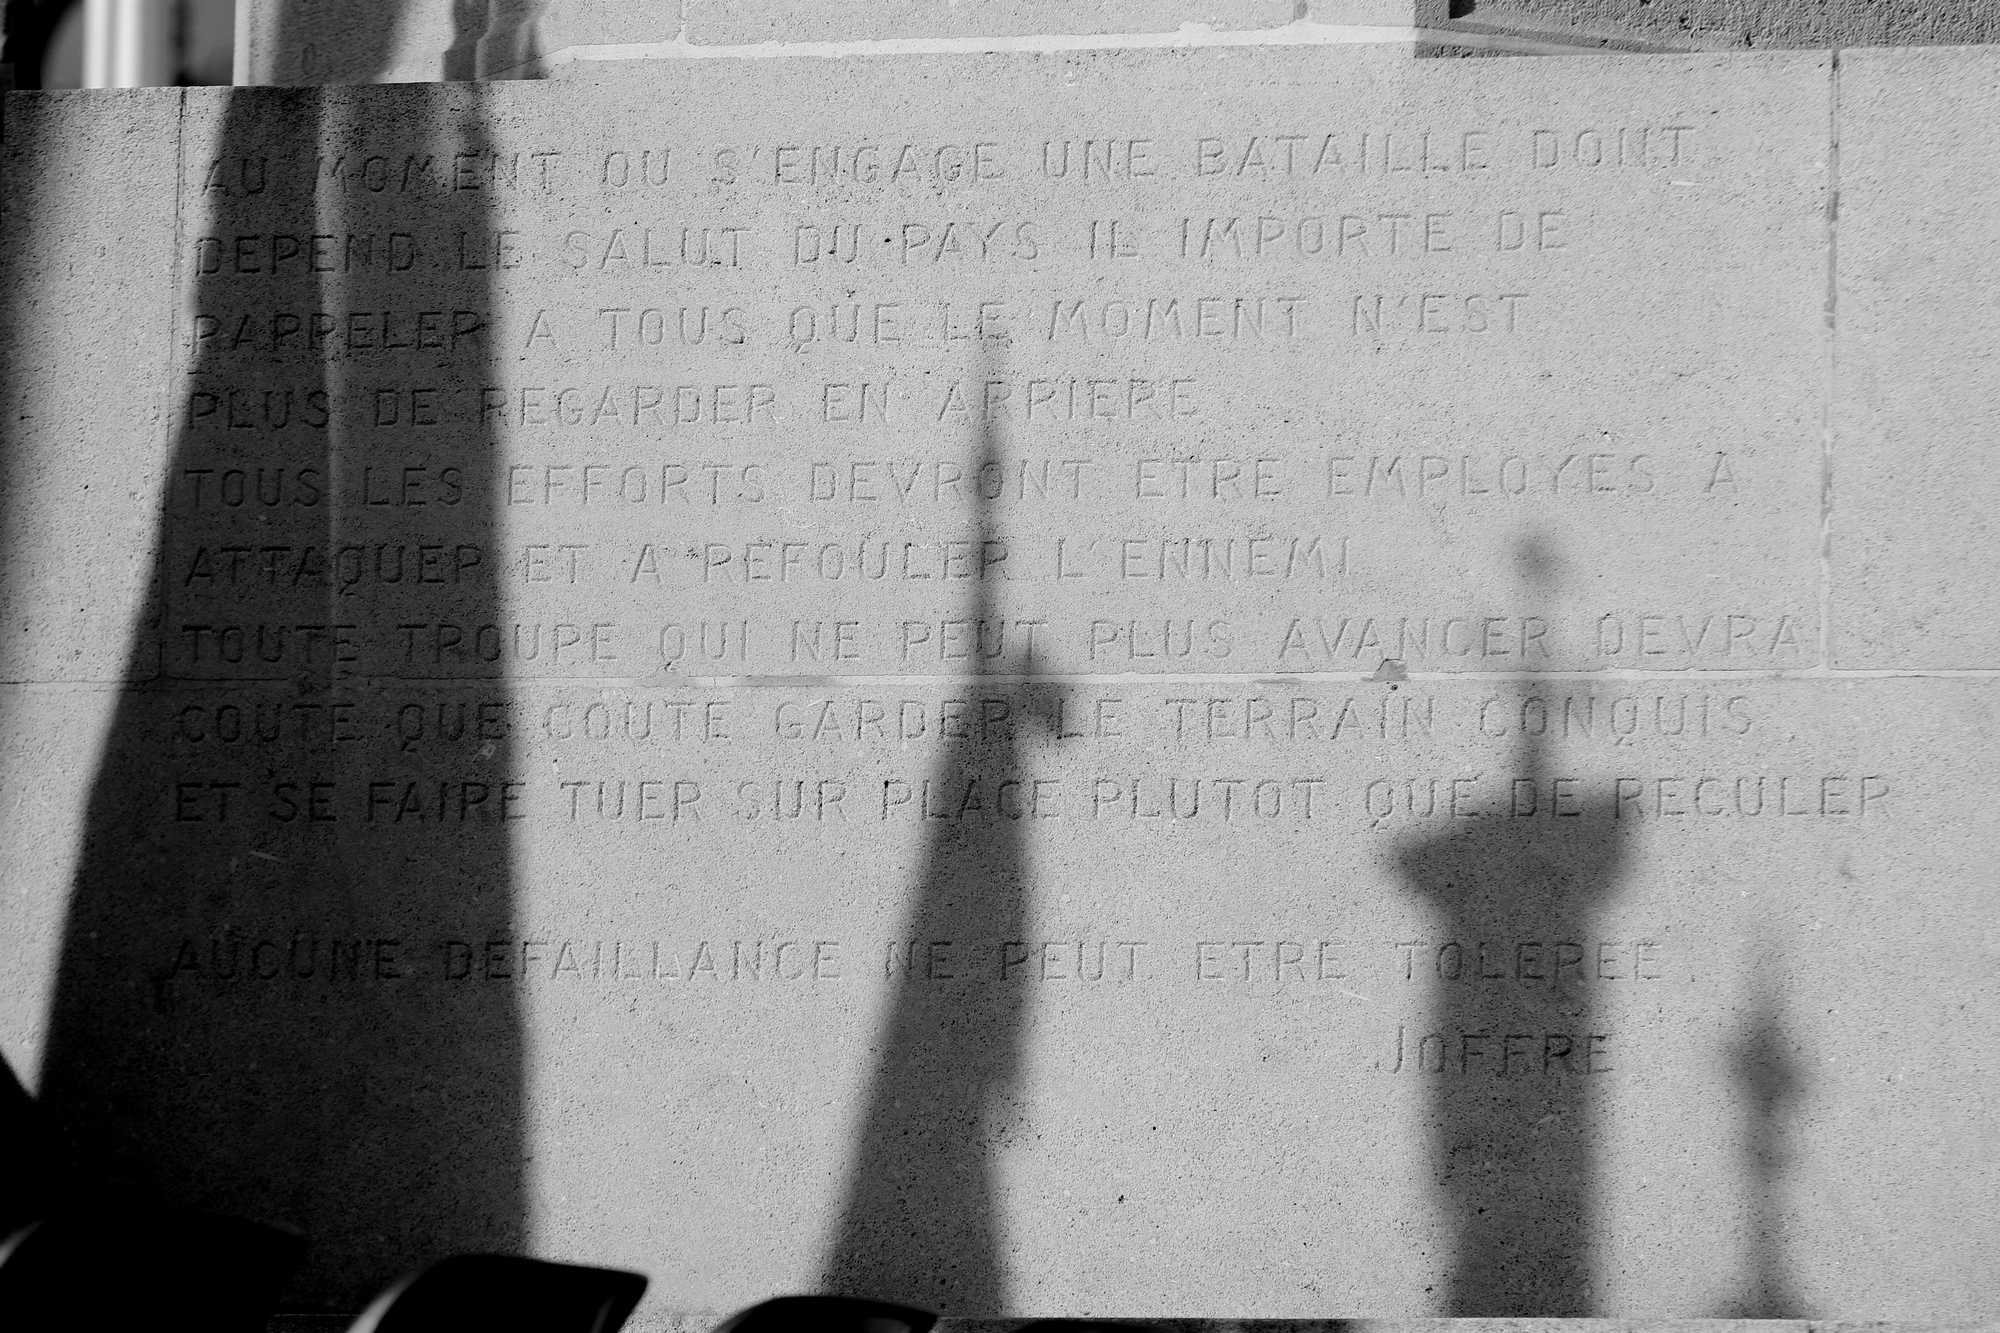 AU MOMENT OU S'ENGAGE UNE BATAILLE DONT
DEPEND LE SALUT DU PAYS IL IMPORTE DE
RAPPELER A TOUS QUE LE MOMENT N'EST
PLUS DE REGARDER EN ARRIERE
TOUS LES EFFORTS DEVRONT ETRE EMPLOYES A
ATTAQUER ET A REFOULER L'ENNEMI
TOUTE TROUPE QUI NE PEUT PLUS AVANCER DEVRA
COUTE QUE COUTE GARDER LE TERRAIN CONQUIS
ET SE FAIRE TUER SUR PLACE PLUTOT QUE DE RECULER
AUCUNE DEFAILLANCE NE PEUT ETRE TOLEREE
JOFFRE